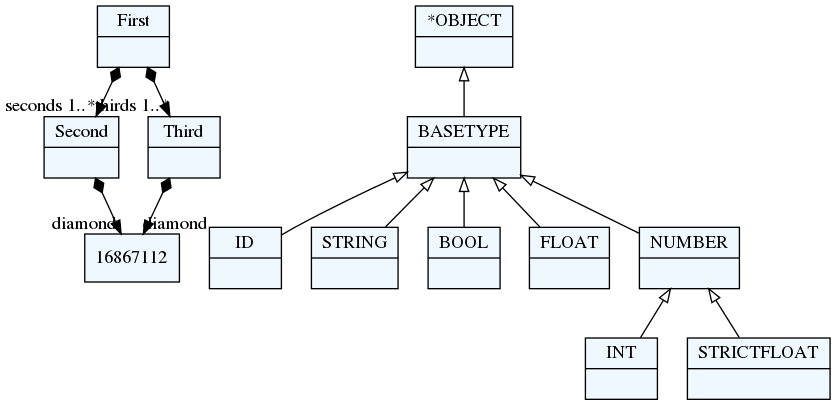 First
*OBJECT
seconds 1..*
thirds 1..*
Second
Third
BASETYPE
diamond
diamond
16867112
ID
STRING
BOOL
FLOAT
NUMBER
INT
STRICTFLOAT